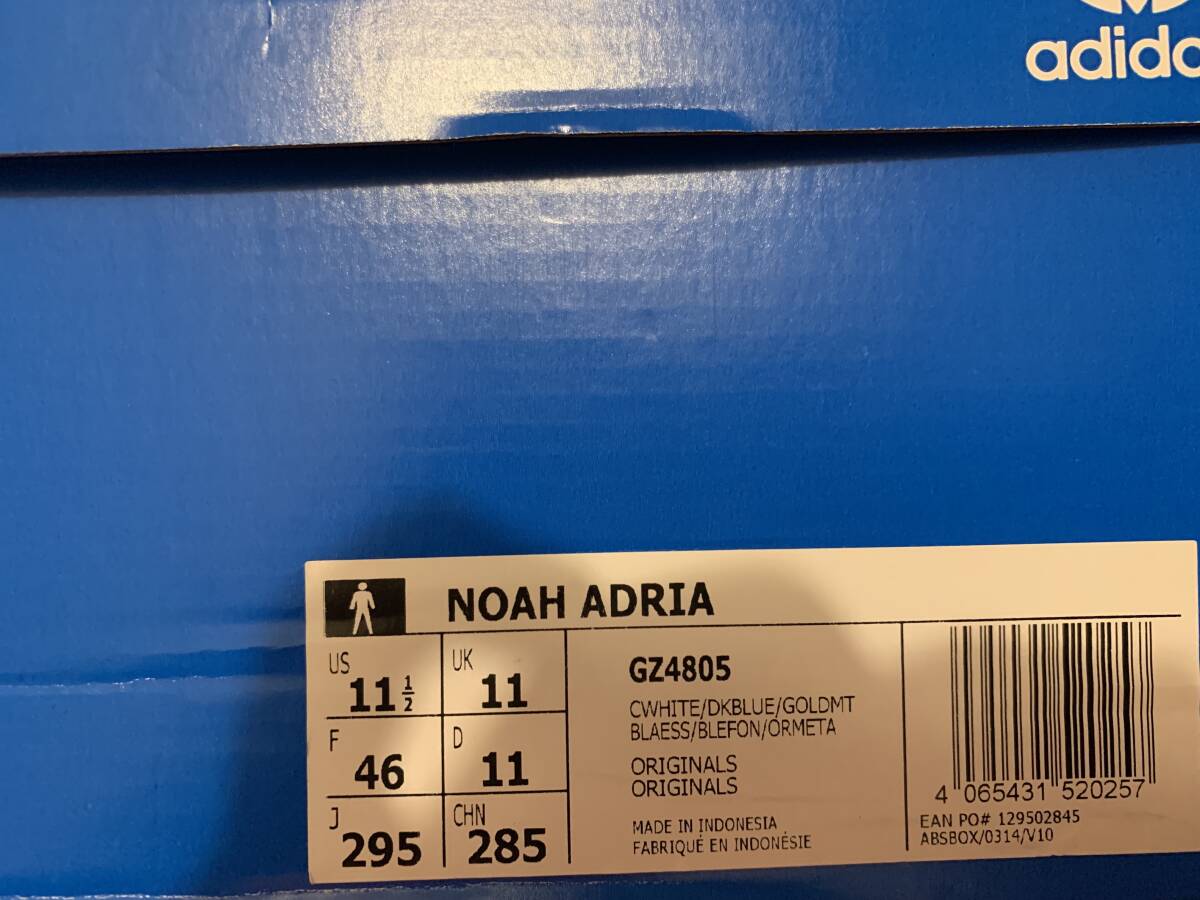 adidas
NOAH ADRIA
US 11 1/2
UK 11
F 46
D 11
J 295
CHN 285
GZ4805
CWHITE/DKBLUE/GOLDMT
BLAESS/BLEFON/ORMETA
ORIGINALS
ORIGINALS
MADE IN INDONESIA
FABRIQUÉ EN INDONÉSIE
4 065431 520257
EAN PO# 129502845
ABSBOX/0314/V10